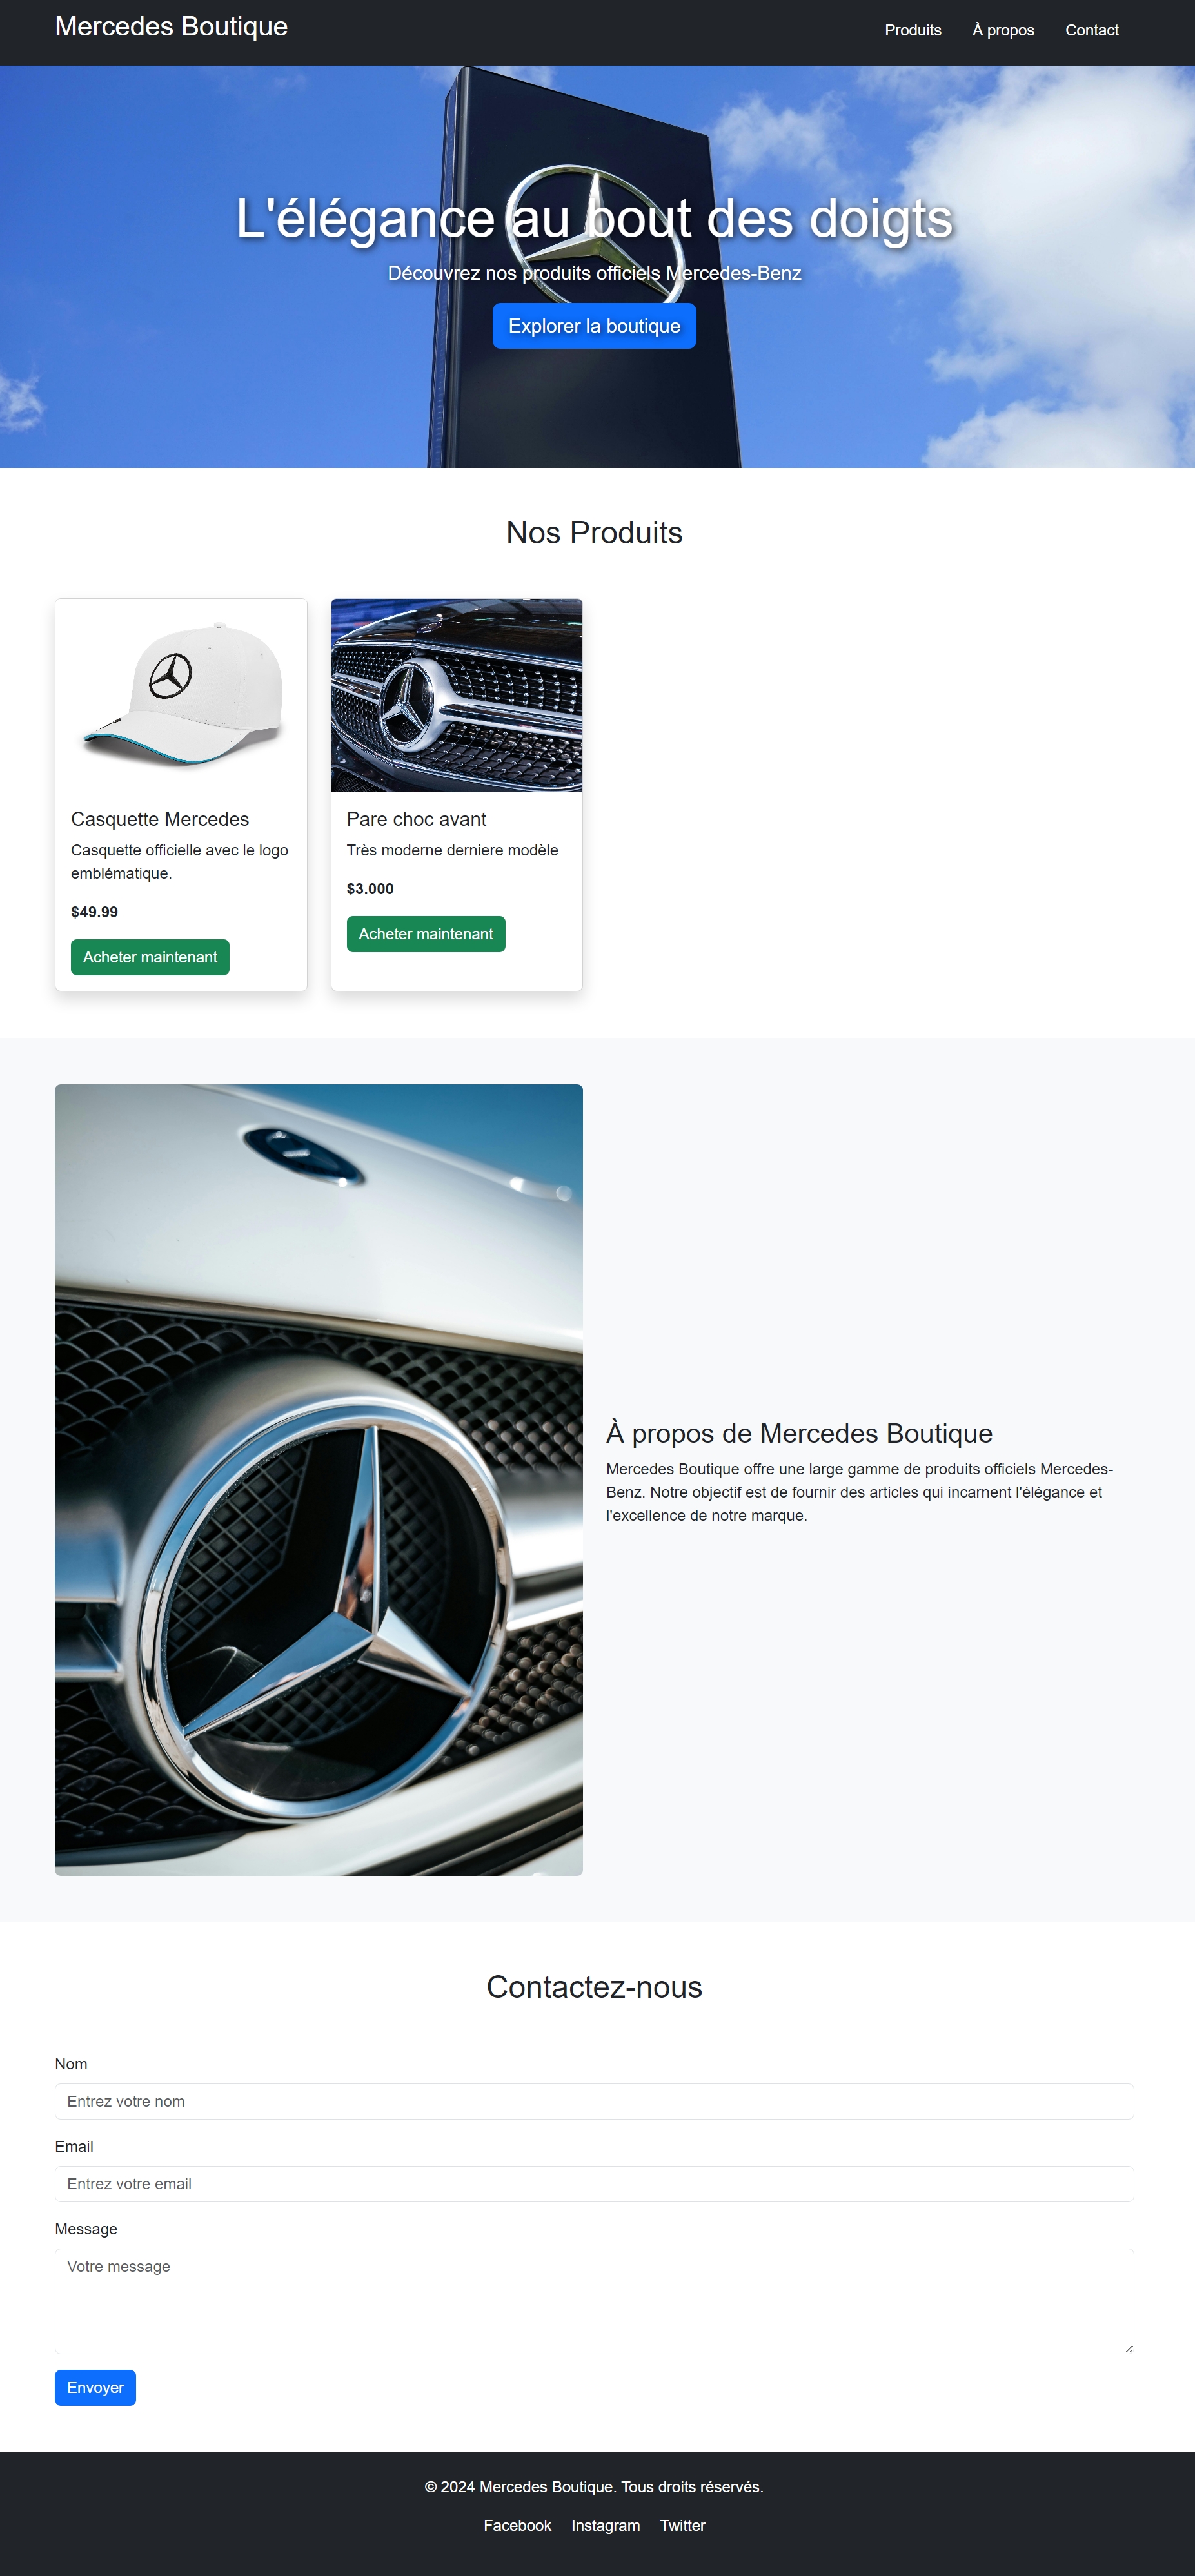 Mercedes Boutique
Produits
À propos
Contact
L'élégance au bout des doigts
Découvrez nos produits officiels Mercedes-Benz
Explorer la boutique
Nos Produits
Casquette Mercedes
Casquette officielle avec le logo
emblématique.
$49.99
Acheter maintenant
Pare choc avant
Très moderne derniere modèle
$3.000
Acheter maintenant
À propos de Mercedes Boutique
Mercedes Boutique offre une large gamme de produits officiels Mercedes-
Benz. Notre objectif est de fournir des articles qui incarnent l'élégance et
l'excellence de notre marque.
Contactez-nous
Nom
Entrez votre nom
Email
Entrez votre email
Message
Votre message
Envoyer
© 2024 Mercedes Boutique. Tous droits réservés.
Facebook
Instagram
Twitter